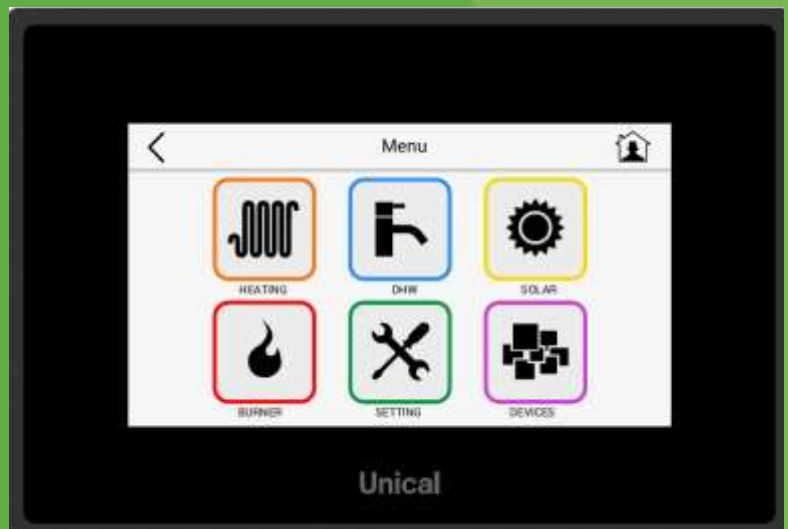 Menu
HEATING
DHW
SOLAR
BURNER
SETTING
DEVICES
Unical